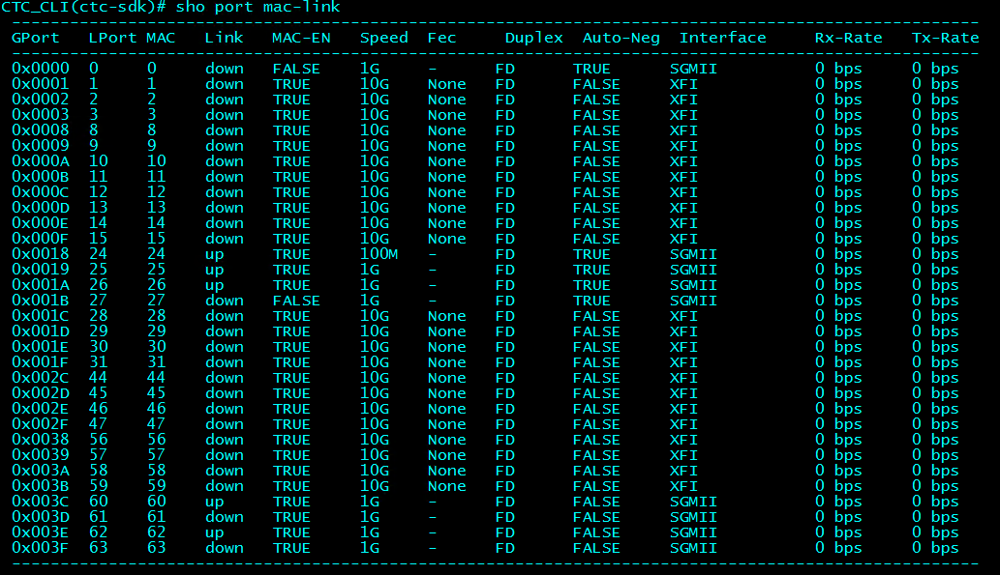 CTC_CLI(ctc-sdk)# sho port mac-link
-----------------------------------------------------------------------------------------------------
GPort   LPort MAC   Link   MAC-EN   Speed  Fec     Duplex  Auto-Neg  Interface     Rx-Rate   Tx-Rate
-----------------------------------------------------------------------------------------------------
0x0000  0     0     down   FALSE    1G     -      FD      TRUE      SGMII          0 bps     0 bps
0x0001  1     1     down   TRUE     10G    None   FD      FALSE     XFI            0 bps     0 bps
0x0002  2     2     down   TRUE     10G    None   FD      FALSE     XFI            0 bps     0 bps
0x0003  3     3     down   TRUE     10G    None   FD      FALSE     XFI            0 bps     0 bps
0x0008  8     8     down   TRUE     10G    None   FD      FALSE     XFI            0 bps     0 bps
0x0009  9     9     down   TRUE     10G    None   FD      FALSE     XFI            0 bps     0 bps
0x000A  10    10    down   TRUE     10G    None   FD      FALSE     XFI            0 bps     0 bps
0x000B  11    11    down   TRUE     10G    None   FD      FALSE     XFI            0 bps     0 bps
0x000C  12    12    down   TRUE     10G    None   FD      FALSE     XFI            0 bps     0 bps
0x000D  13    13    down   TRUE     10G    None   FD      FALSE     XFI            0 bps     0 bps
0x000E  14    14    down   TRUE     10G    None   FD      FALSE     XFI            0 bps     0 bps
0x000F  15    15    down   TRUE     10G    None   FD      FALSE     XFI            0 bps     0 bps
0x0018  24    24    up     TRUE     100M   -      FD      TRUE      SGMII          0 bps     0 bps
0x0019  25    25    up     TRUE     1G     -      FD      TRUE      SGMII          0 bps     0 bps
0x001A  26    26    up     TRUE     1G     -      FD      TRUE      SGMII          0 bps     0 bps
0x001B  27    27    down   FALSE    1G     -      FD      TRUE      SGMII          0 bps     0 bps
0x001C  28    28    down   TRUE     10G    None   FD      FALSE     XFI            0 bps     0 bps
0x001D  29    29    down   TRUE     10G    None   FD      FALSE     XFI            0 bps     0 bps
0x001E  30    30    down   TRUE     10G    None   FD      FALSE     XFI            0 bps     0 bps
0x001F  31    31    down   TRUE     10G    None   FD      FALSE     XFI            0 bps     0 bps
0x002C  44    44    down   TRUE     10G    None   FD      FALSE     XFI            0 bps     0 bps
0x002D  45    45    down   TRUE     10G    None   FD      FALSE     XFI            0 bps     0 bps
0x002E  46    46    down   TRUE     10G    None   FD      FALSE     XFI            0 bps     0 bps
0x002F  47    47    down   TRUE     10G    None   FD      FALSE     XFI            0 bps     0 bps
0x0038  56    56    down   TRUE     10G    None   FD      FALSE     XFI            0 bps     0 bps
0x0039  57    57    down   TRUE     10G    None   FD      FALSE     XFI            0 bps     0 bps
0x003A  58    58    down   TRUE     10G    None   FD      FALSE     XFI            0 bps     0 bps
0x003B  59    59    down   TRUE     10G    None   FD      FALSE     XFI            0 bps     0 bps
0x003C  60    60    up     TRUE     1G     -      FD      FALSE     SGMII          0 bps     0 bps
0x003D  61    61    down   TRUE     1G     -      FD      FALSE     SGMII          0 bps     0 bps
0x003E  62    62    up     TRUE     1G     -      FD      FALSE     SGMII          0 bps     0 bps
0x003F  63    63    down   TRUE     1G     -      FD      FALSE     SGMII          0 bps     0 bps
-----------------------------------------------------------------------------------------------------